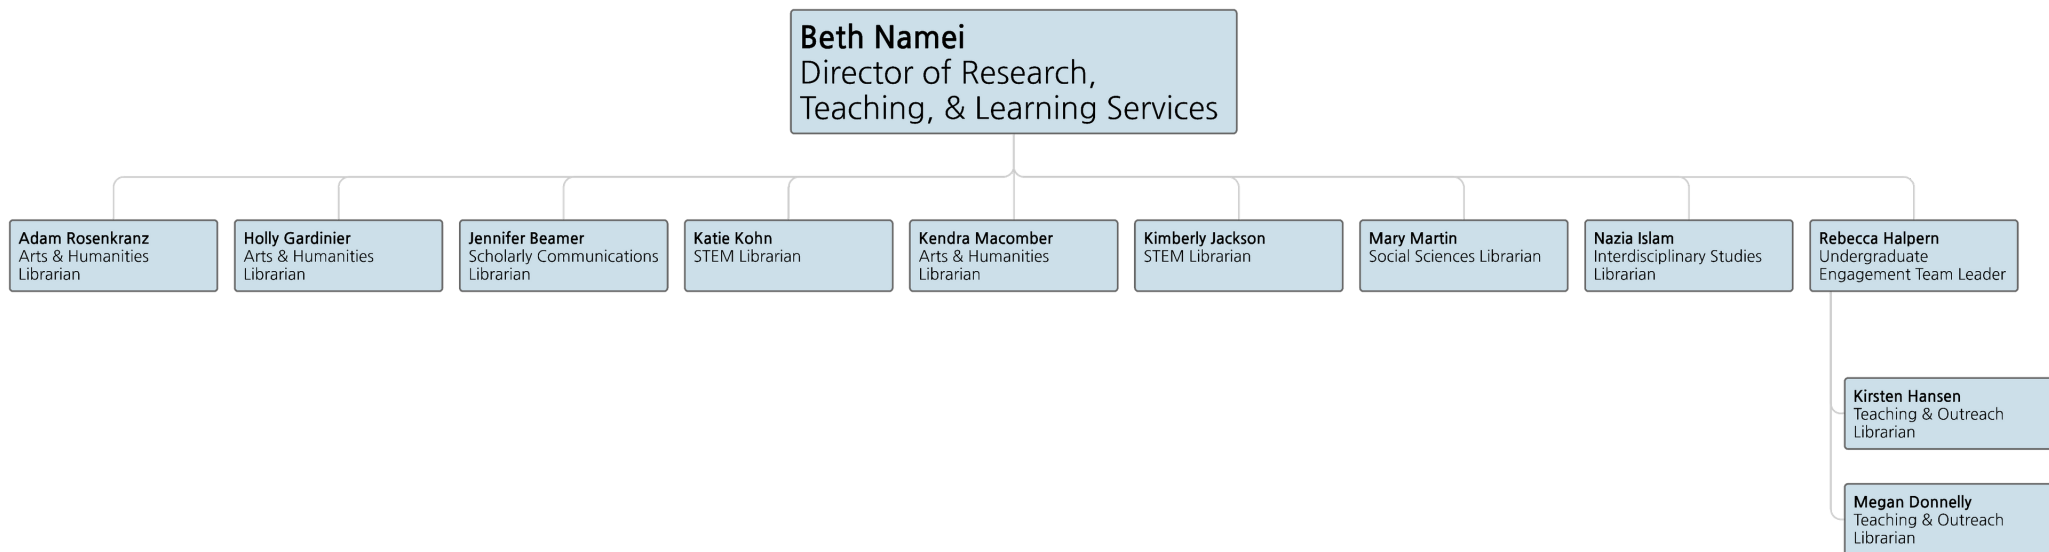 Beth Namei
Director of Research,
Teaching, & Learning Services
Adam Rosenkranz
Arts & Humanities
Librarian
Holly Gardinier
Arts & Humanities
Librarian
Jennifer Beamer
Scholarly Communications
Librarian
Katie Kohn
STEM Librarian
Kendra Macomber
Arts & Humanities
Librarian
Kimberly Jackson
STEM Librarian
Mary Martin
Social Sciences Librarian
Nazia Islam
Interdisciplinary Studies
Librarian
Rebecca Halpern
Undergraduate
Engagement Team Leader
Kirsten Hansen
Teaching & Outreach
Librarian
Megan Donnelly
Teaching & Outreach
Librarian